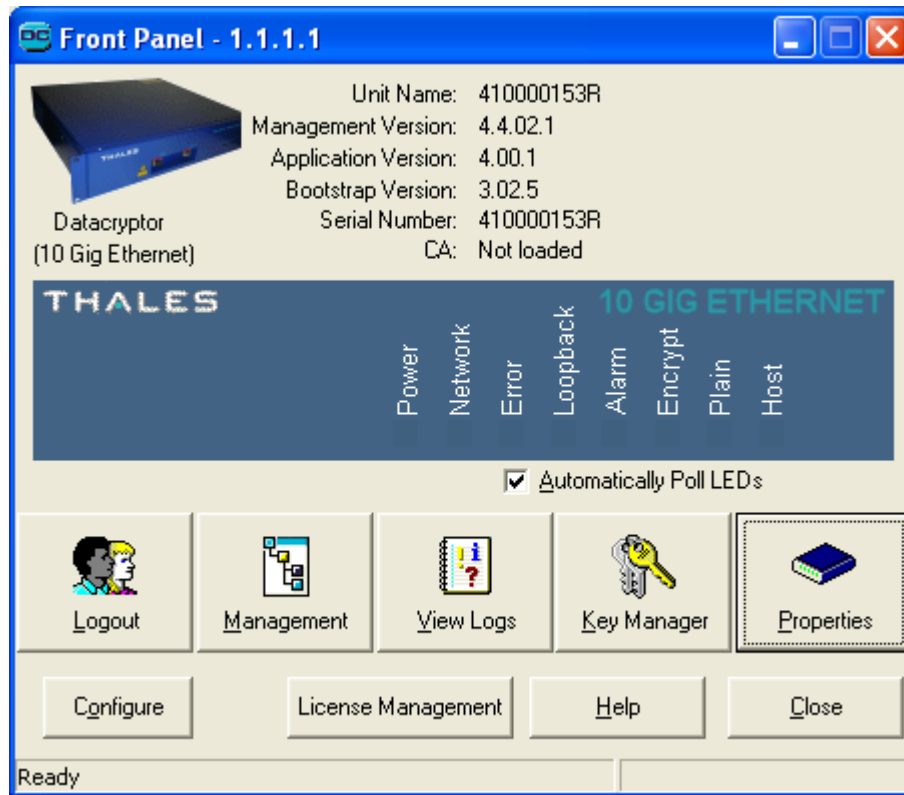 Front Panel - 1.1.1.1
Unit Name: 410000153R
Management Version: 4.4.02.1
Application Version: 4.00.1
Bootstrap Version: 3.02.5
Serial Number: 410000153R
CA: Not loaded
THALES
Datacryptor
(10 Gig Ethernet)
THALES
10 GIG ETHERNET
Power
Network
Error
Loopback
Alarm
Encrypt
Plain
Host
Automatically Poll LEDs
Logout
Management
View Logs
Key Manager
Properties
Configure
License Management
Help
Close
Ready